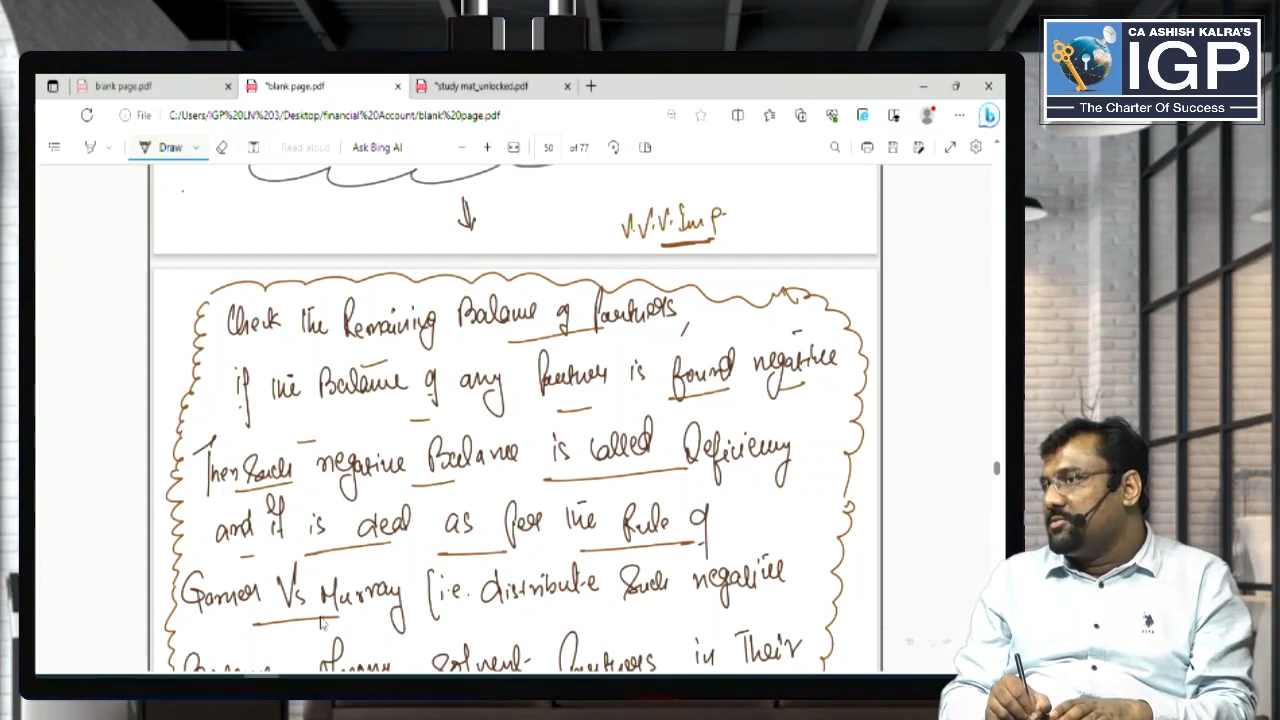 CA ASHISH KALRA'S
IGP
The Charter Of Success
blank page.pdf
*blank page.pdf
*study mat_unlocked.pdf
File
C:/Users/IGP%20LN%203/Desktop/financial%20Account/blank%20page.pdf
Draw
Read aloud
Ask Bing AI
50 of 77
V.V.V.Imp.
Check the Remaining Balance of Partners,
if the Balance of any Partner is found negative
Then Such negative Balance is called Deficiency
and it is deal as per the Rule of
Garner Vs Murray [i.e. distribute Such negative
solvent Partners in Their